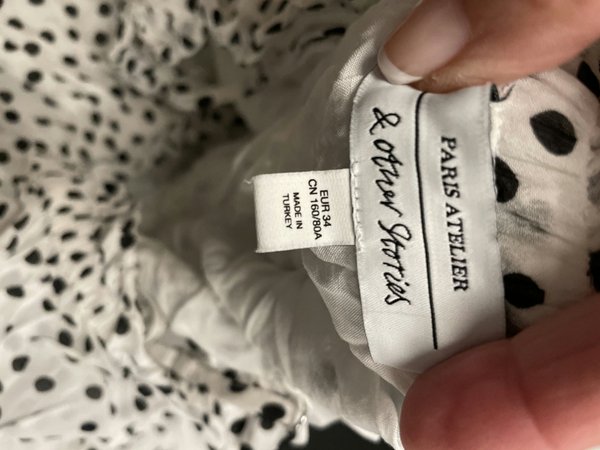 PARIS ATELIER
& other Stories
EUR 34
CN 160/80A
MADE IN
TURKEY